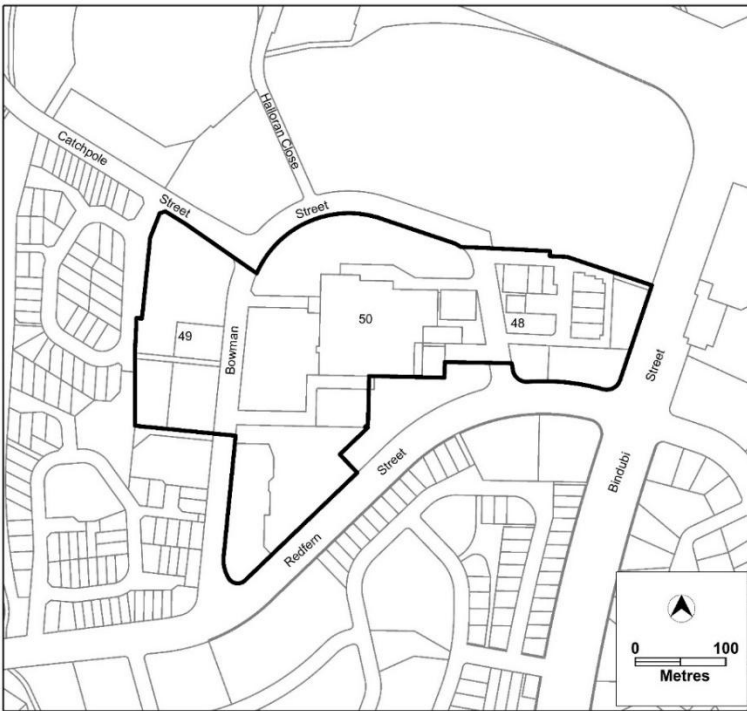 Catchpole
Street
Halloran Close
Street
50
48
49
Bowman
Street
Street
Redfern
Bindubi
0 100
Metres